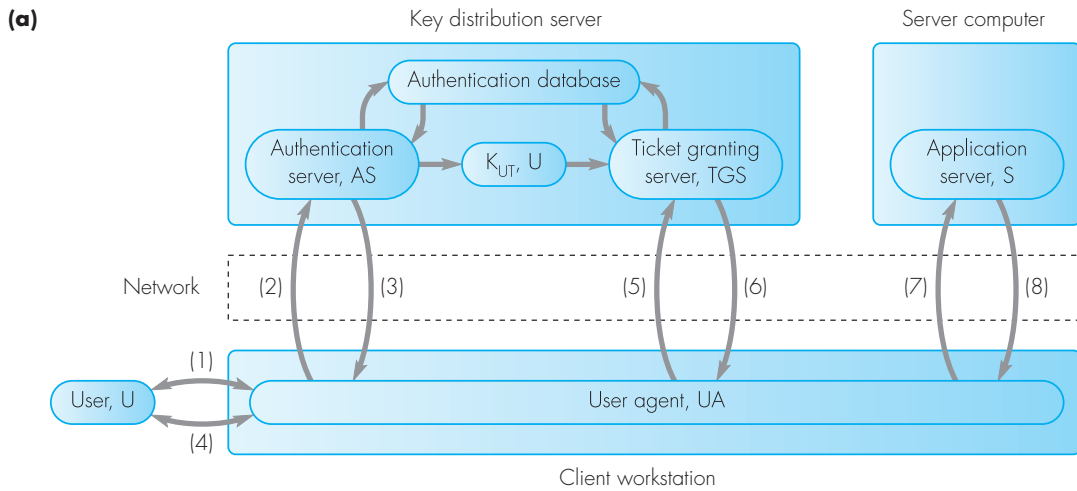 (a)
Key distribution server
Server computer
Authentication database
Authentication
server, AS
K_UT, U
Ticket granting
server, TGS
Application
server, S
Network
(2)
(3)
(5)
(6)
(7)
(8)
(1)
User, U
User agent, UA
(4)
Client workstation